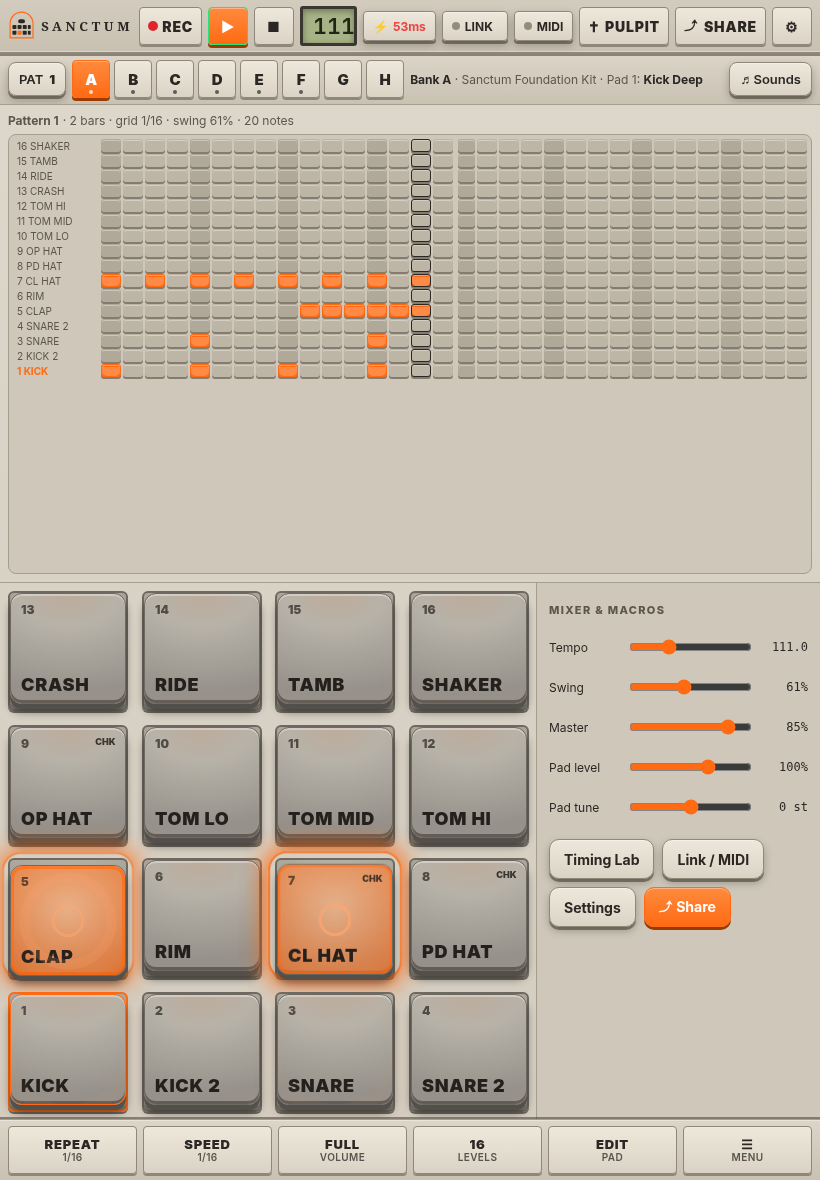 SANCTUM REC 111 ⚡ 53ms LINK MIDI ✝ PULPIT ⤴ SHARE ⚙
PAT 1 A B C D E F G H Bank A · Sanctum Foundation Kit · Pad 1: Kick Deep ♬ Sounds
Pattern 1 · 2 bars · grid 1/16 · swing 61% · 20 notes
16 SHAKER
15 TAMB
14 RIDE
13 CRASH
12 TOM HI
11 TOM MID
10 TOM LO
9 OP HAT
8 PD HAT
7 CL HAT
6 RIM
5 CLAP
4 SNARE 2
3 SNARE
2 KICK 2
1 KICK
13 14 15 16
CRASH RIDE TAMB SHAKER
9 CHK 10 11 12
OP HAT TOM LO TOM MID TOM HI
5 6 7 CHK 8 CHK
CLAP RIM CL HAT PD HAT
1 2 3 4
KICK KICK 2 SNARE SNARE 2
MIXER & MACROS
Tempo 111.0
Swing 61%
Master 85%
Pad level 100%
Pad tune 0 st
Timing Lab Link / MIDI
Settings ⤴ Share
REPEAT SPEED FULL 16 EDIT ☰
1/16 1/16 VOLUME LEVELS PAD MENU